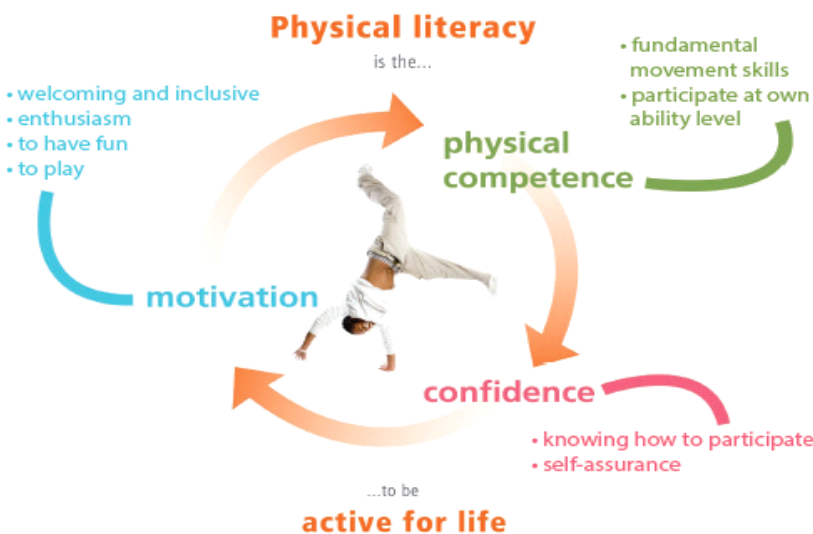 Physical literacy
is the...
• fundamental
movement skills
• participate at own
ability level
physical
competence
• welcoming and inclusive
• enthusiasm
• to have fun
• to play
motivation
confidence
• knowing how to participate
• self-assurance
...to be
active for life